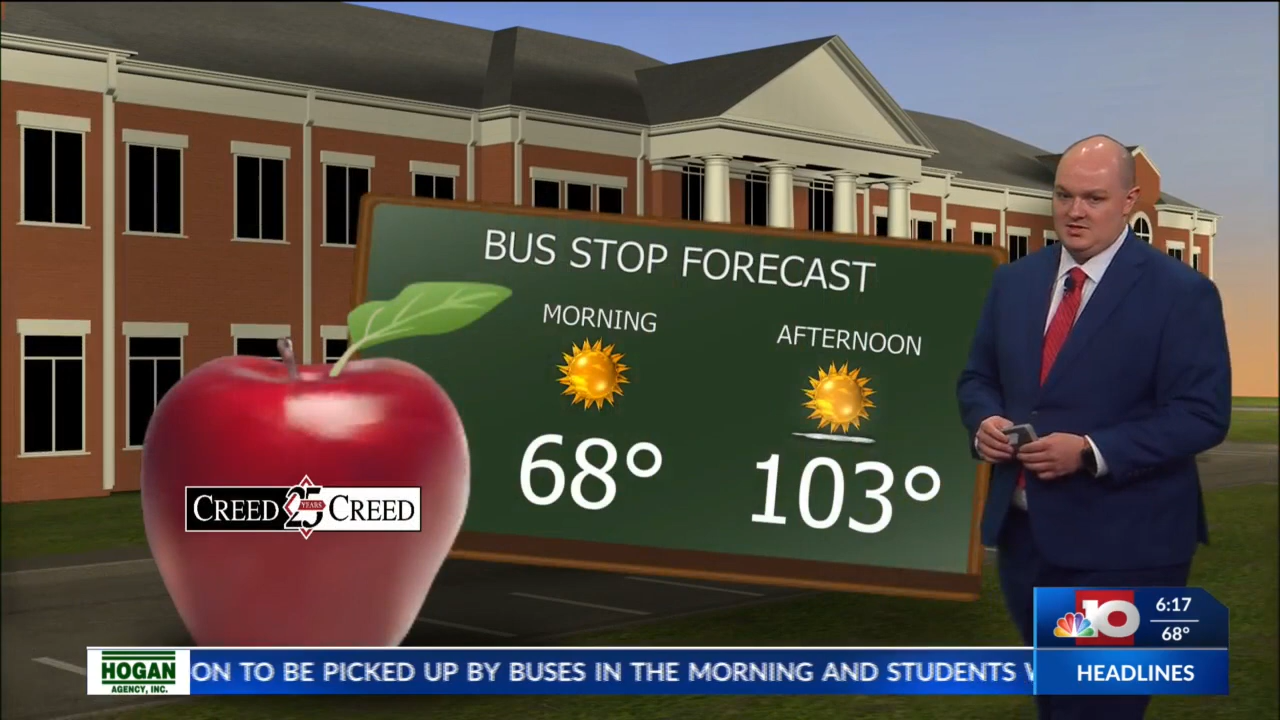 BUS STOP FORECAST
MORNING
AFTERNOON
68°
103°
CREED 25 YEARS CREED
10
6:17
68°
HOGAN
AGENCY, INC.
ON TO BE PICKED UP BY BUSES IN THE MORNING AND STUDENTS
HEADLINES